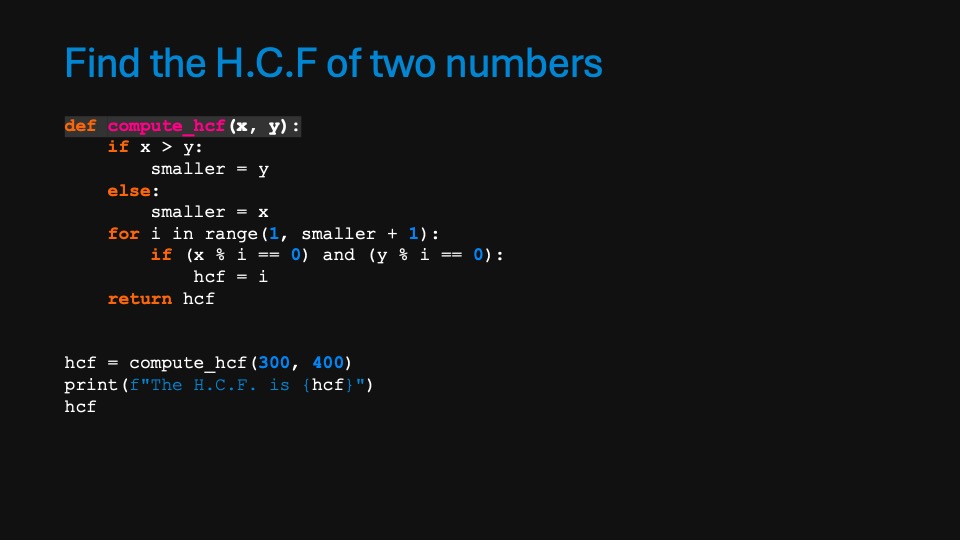 Find the H.C.F of two numbers
def compute_hcf(x, y):
    if x > y:
        smaller = y
    else:
        smaller = x
    for i in range(1, smaller + 1):
        if (x % i == 0) and (y % i == 0):
            hcf = i
    return hcf
hcf = compute_hcf(300, 400)
print(f"The H.C.F. is {hcf}")
hcf